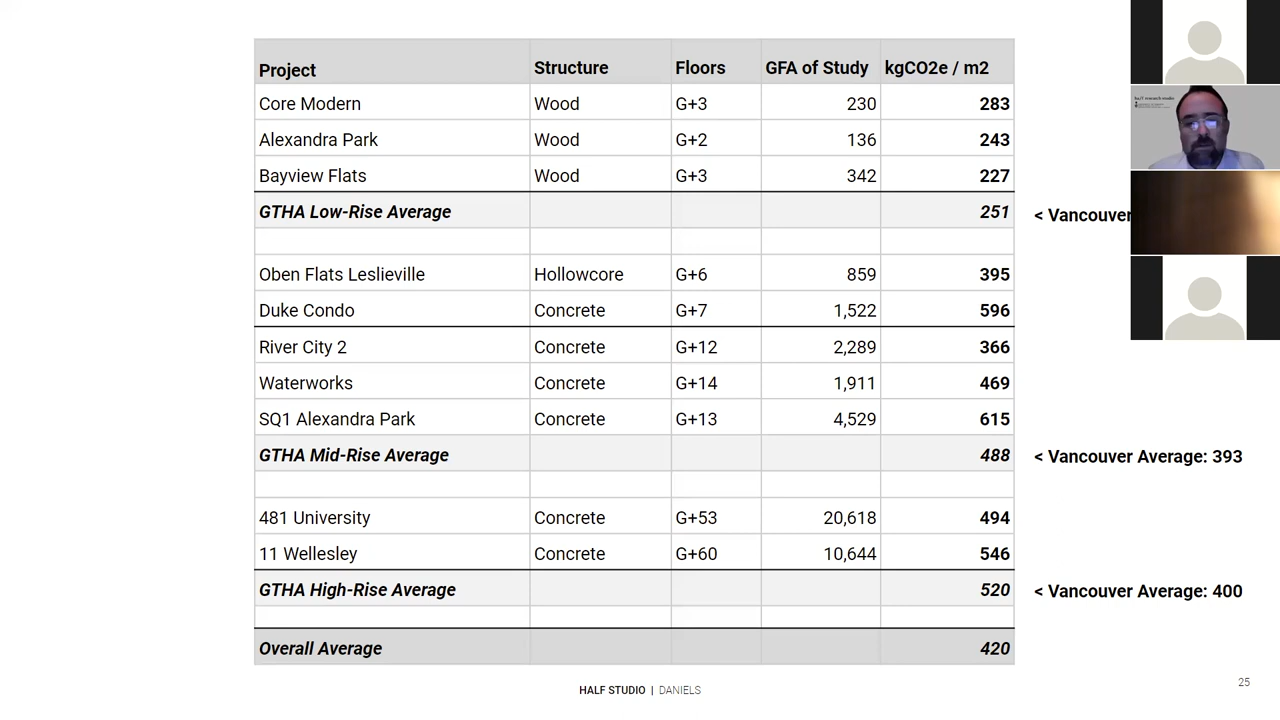 Project Structure Floors GFA of Study kgCO2e / m2
Core Modern Wood G+3 230 283
Alexandra Park Wood G+2 136 243
Bayview Flats Wood G+3 342 227
GTHA Low-Rise Average 251 < Vancouver
Oben Flats Leslieville Hollowcore G+6 859 395
Duke Condo Concrete G+7 1,522 596
River City 2 Concrete G+12 2,289 366
Waterworks Concrete G+14 1,911 469
SQ1 Alexandra Park Concrete G+13 4,529 615
GTHA Mid-Rise Average 488 < Vancouver Average: 393
481 University Concrete G+53 20,618 494
11 Wellesley Concrete G+60 10,644 546
GTHA High-Rise Average 520 < Vancouver Average: 400
Overall Average 420
HALF STUDIO | DANIELS
25